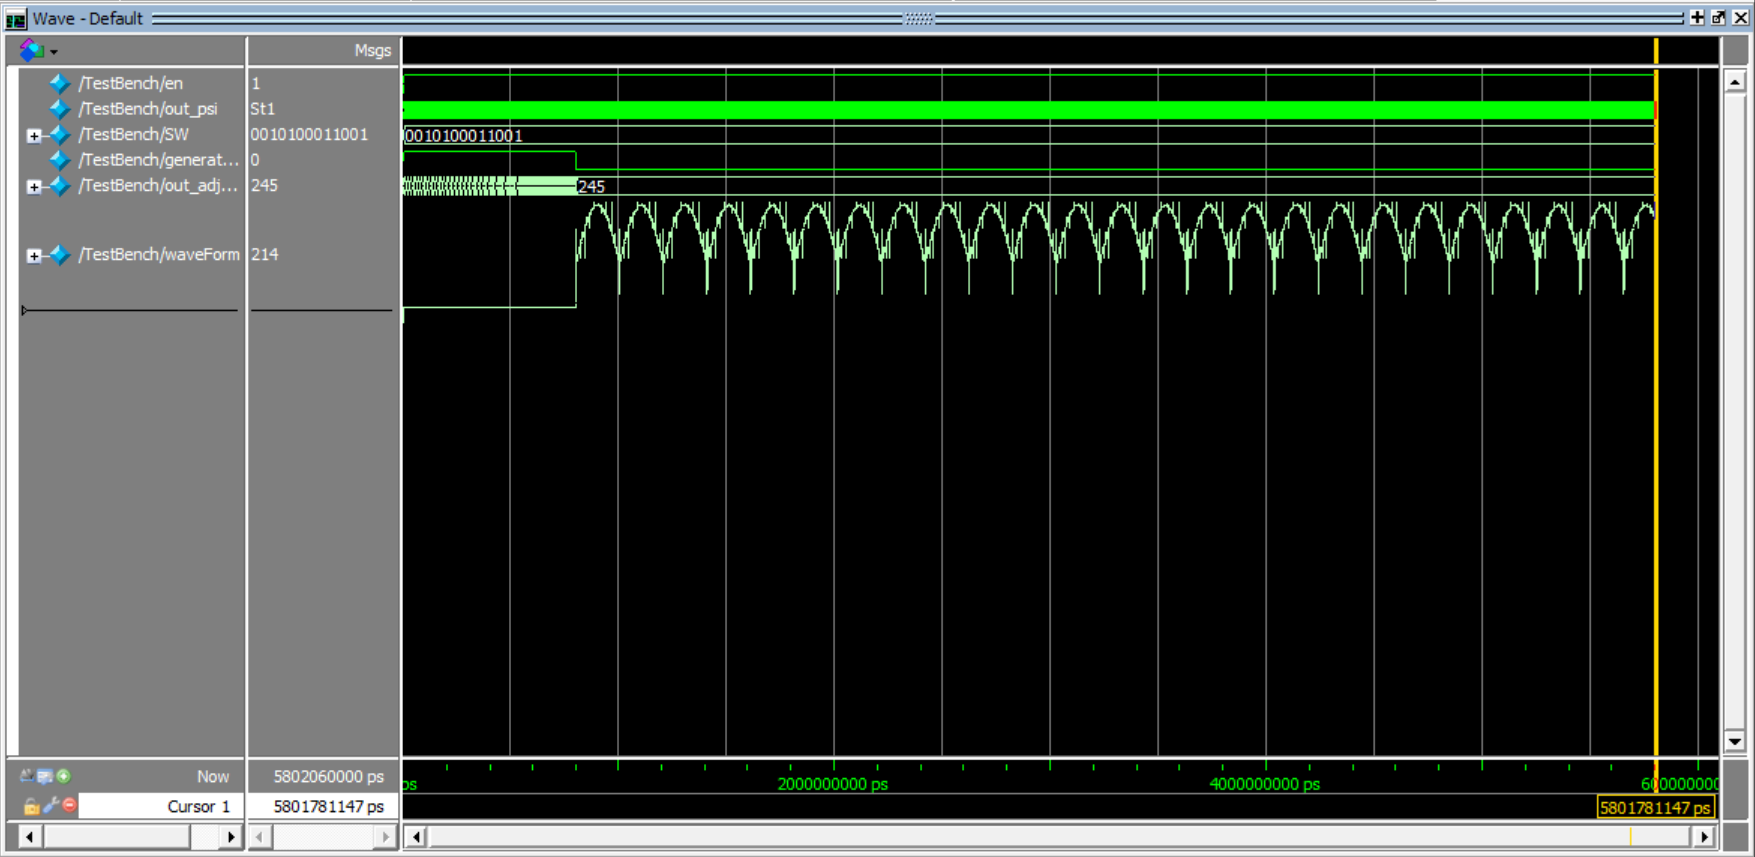 Wave - Default
Msgs
/TestBench/en 1
/TestBench/out_psi St1
/TestBench/SW 0010100011001 0010100011001
/TestBench/generat... 0
/TestBench/out_adj... 245 245
/TestBench/waveForm 214
Now 5802060000 ps ps 2000000000 ps 4000000000 ps
Cursor 1 5801781147 ps 5801781147 ps